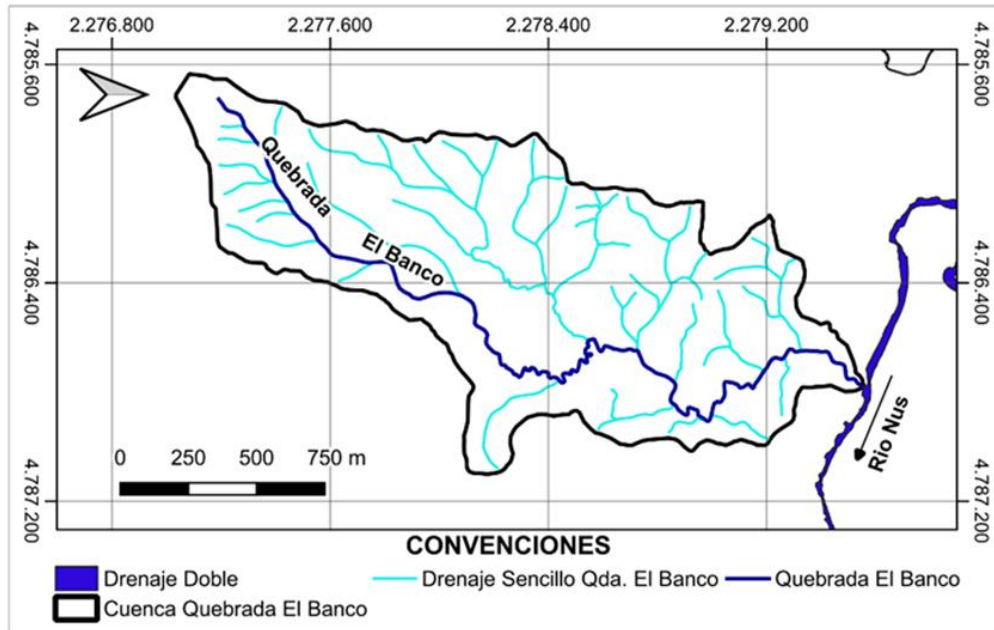 2.276.800 2.277.600 2.278.400 2.279.200
4.785.600 4.785.600
Quebrada
El Banco
4.786.400 4.786.400
0 250 500 750 m
Rio Nus
4.787.200 4.787.200
CONVENCIONES
Drenaje Doble Drenaje Sencillo Qda. El Banco Quebrada El Banco
Cuenca Quebrada El Banco